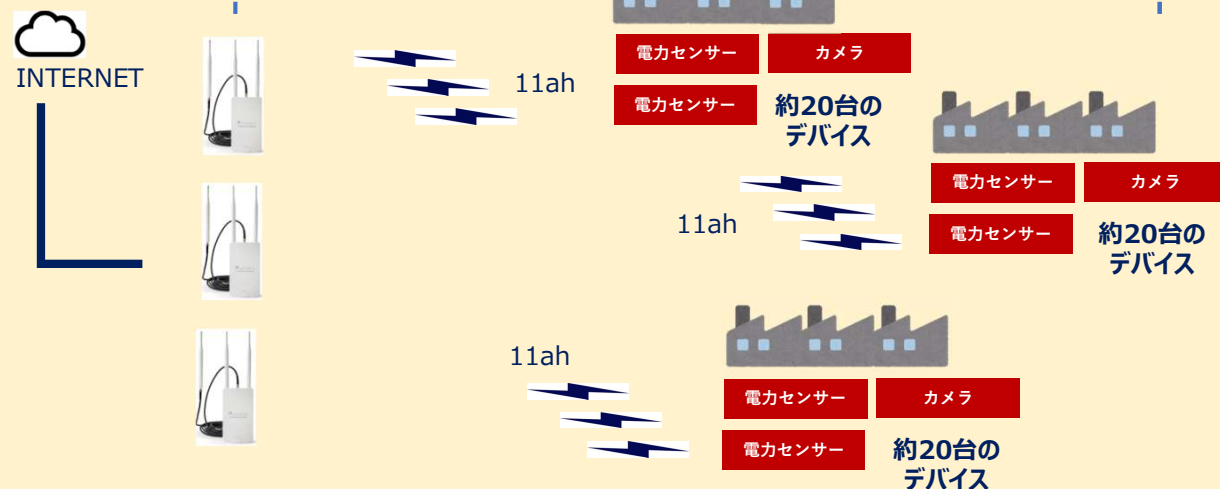 INTERNET
11ah
電力センサー
カメラ
電力センサー
約20台の
デバイス
11ah
電力センサー
カメラ
電力センサー
約20台の
デバイス
11ah
電力センサー
カメラ
電力センサー
約20台の
デバイス